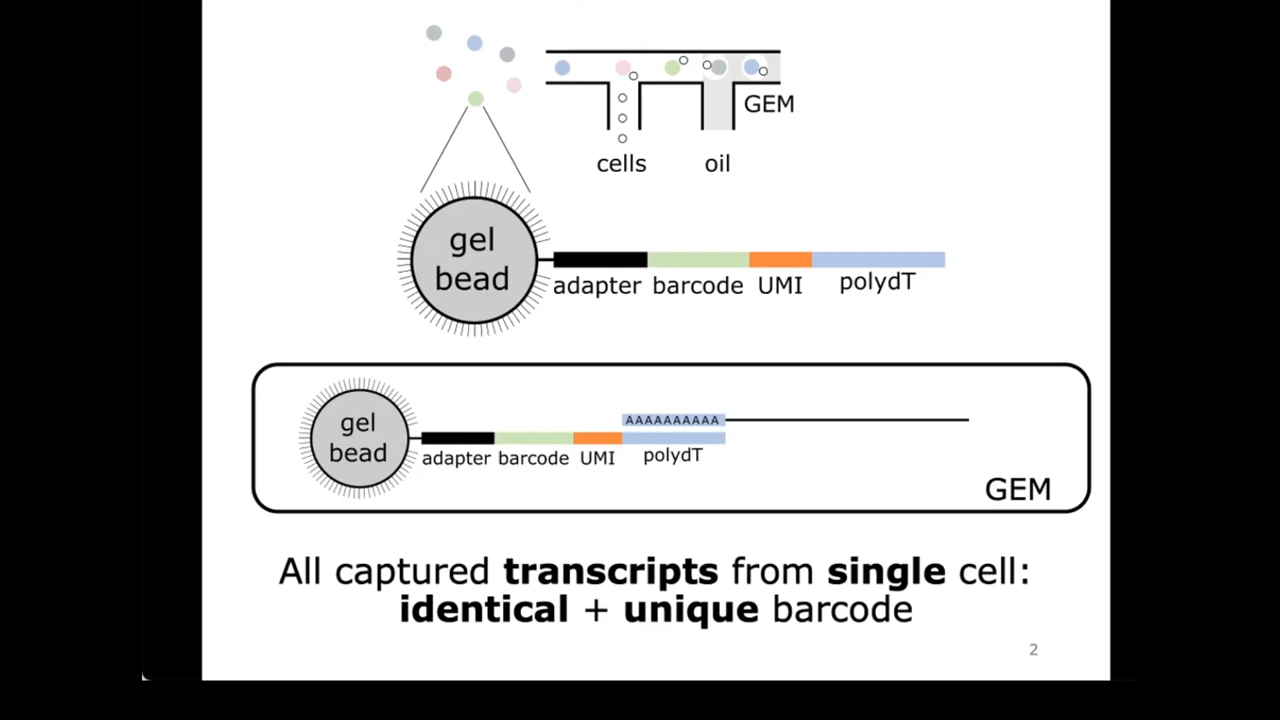 GEM
cells oil
gel
bead
adapter barcode UMI polydT
AAAAAAAAAA
gel
bead
adapter barcode UMI polydT
GEM
All captured transcripts from single cell:
identical + unique barcode
2